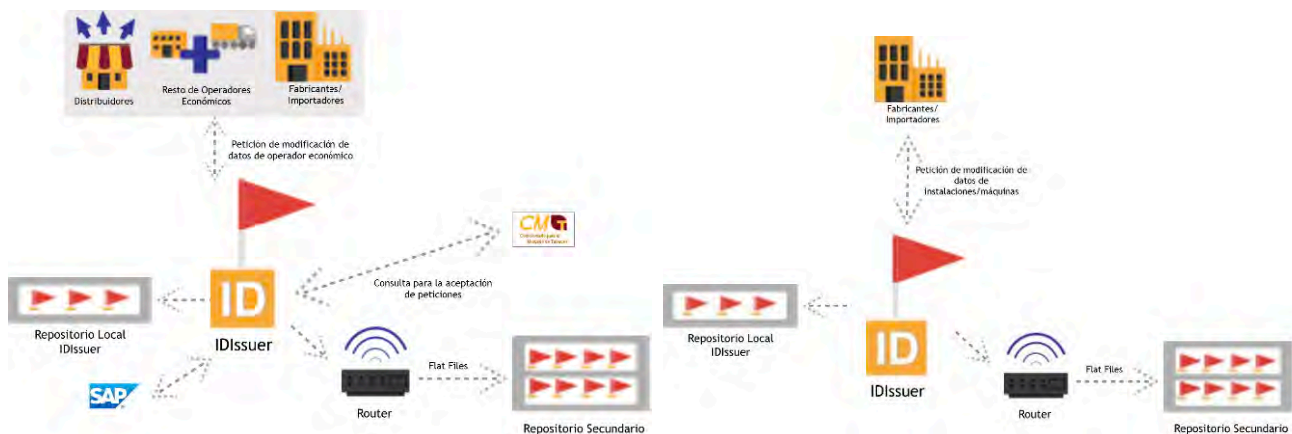 Distribuidores
Resto de Operadores
Económicos
Fabricantes/
Importadores
Petición de modificación de
datos de operador económico
CMT
Consulta para la aceptación
de peticiones
ID
IDIssuer
Repositorio Local
IDIssuer
SAP
Router
Flat Files
Repositorio Secundario
Fabricantes/
Importadores
Petición de modificación de
datos de
instalaciones/máquinas
ID
IDIssuer
Repositorio Local
IDIssuer
Router
Flat Files
Repositorio Secundario